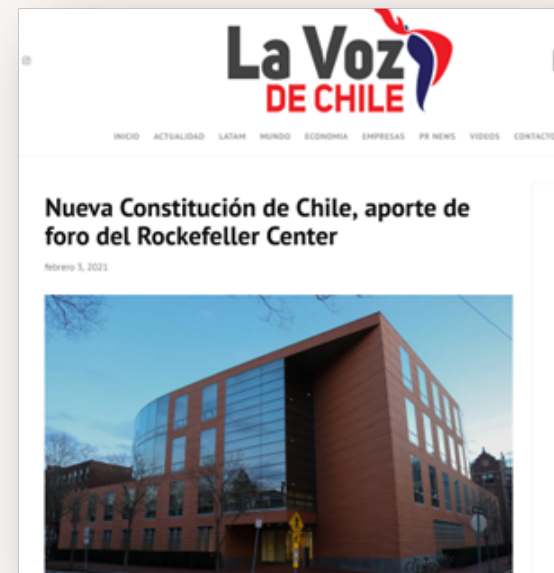 La Voz
DE CHILE
INICIO ACTUALIDAD LATAM MUNDO ECONOMIA EMPRESAS PR NEWS VIDEOS CONTACTO
Nueva Constitución de Chile, aporte de
foro del Rockefeller Center
febrero 3, 2021